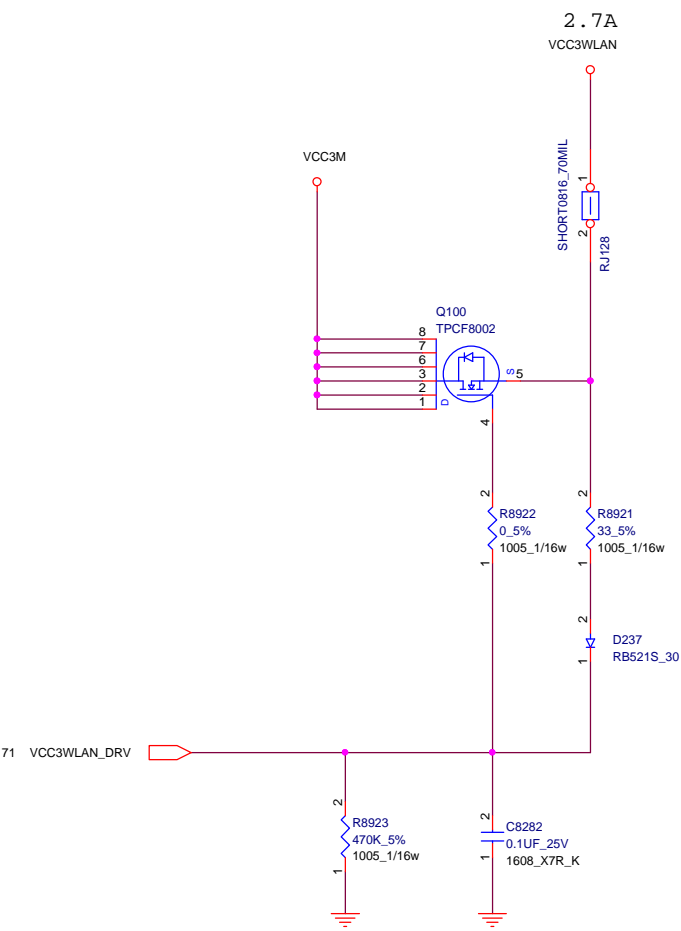 2.7A
VCC3WLAN
VCC3M
SHORT0816_70MIL
1
2
RJ128
Q100
TPCF8002
8
7
6
3
2
1
D
S
5
4
2
R8922
0_5%
1005_1/16w
1
2
R8921
33_5%
1005_1/16w
1
2
D237
RB521S_30
1
71 VCC3WLAN_DRV
2
R8923
470K_5%
1005_1/16w
1
2
C8282
0.1UF_25V
1608_X7R_K
1